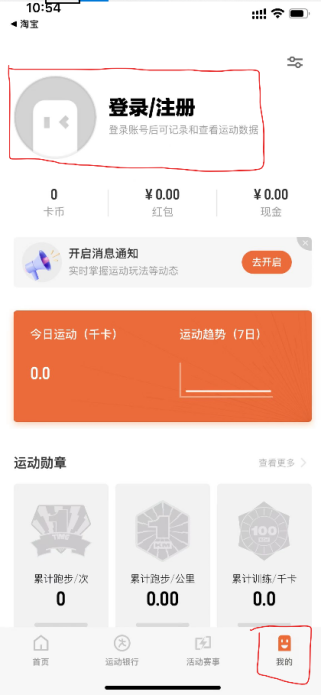 10:54
淘宝
登录/注册
登录账号后可记录和查看运动数据
0
¥0.00
¥0.00
卡币
红包
现金
开启消息通知
实时掌握运动玩法等动态
去开启
今日运动（千卡）
运动趋势（7日）
0.0
运动勋章
查看更多
1
100
累计跑步/次
累计跑步/公里
累计训练/千卡
0
0.00
0.0
首页
运动银行
活动赛事
我的